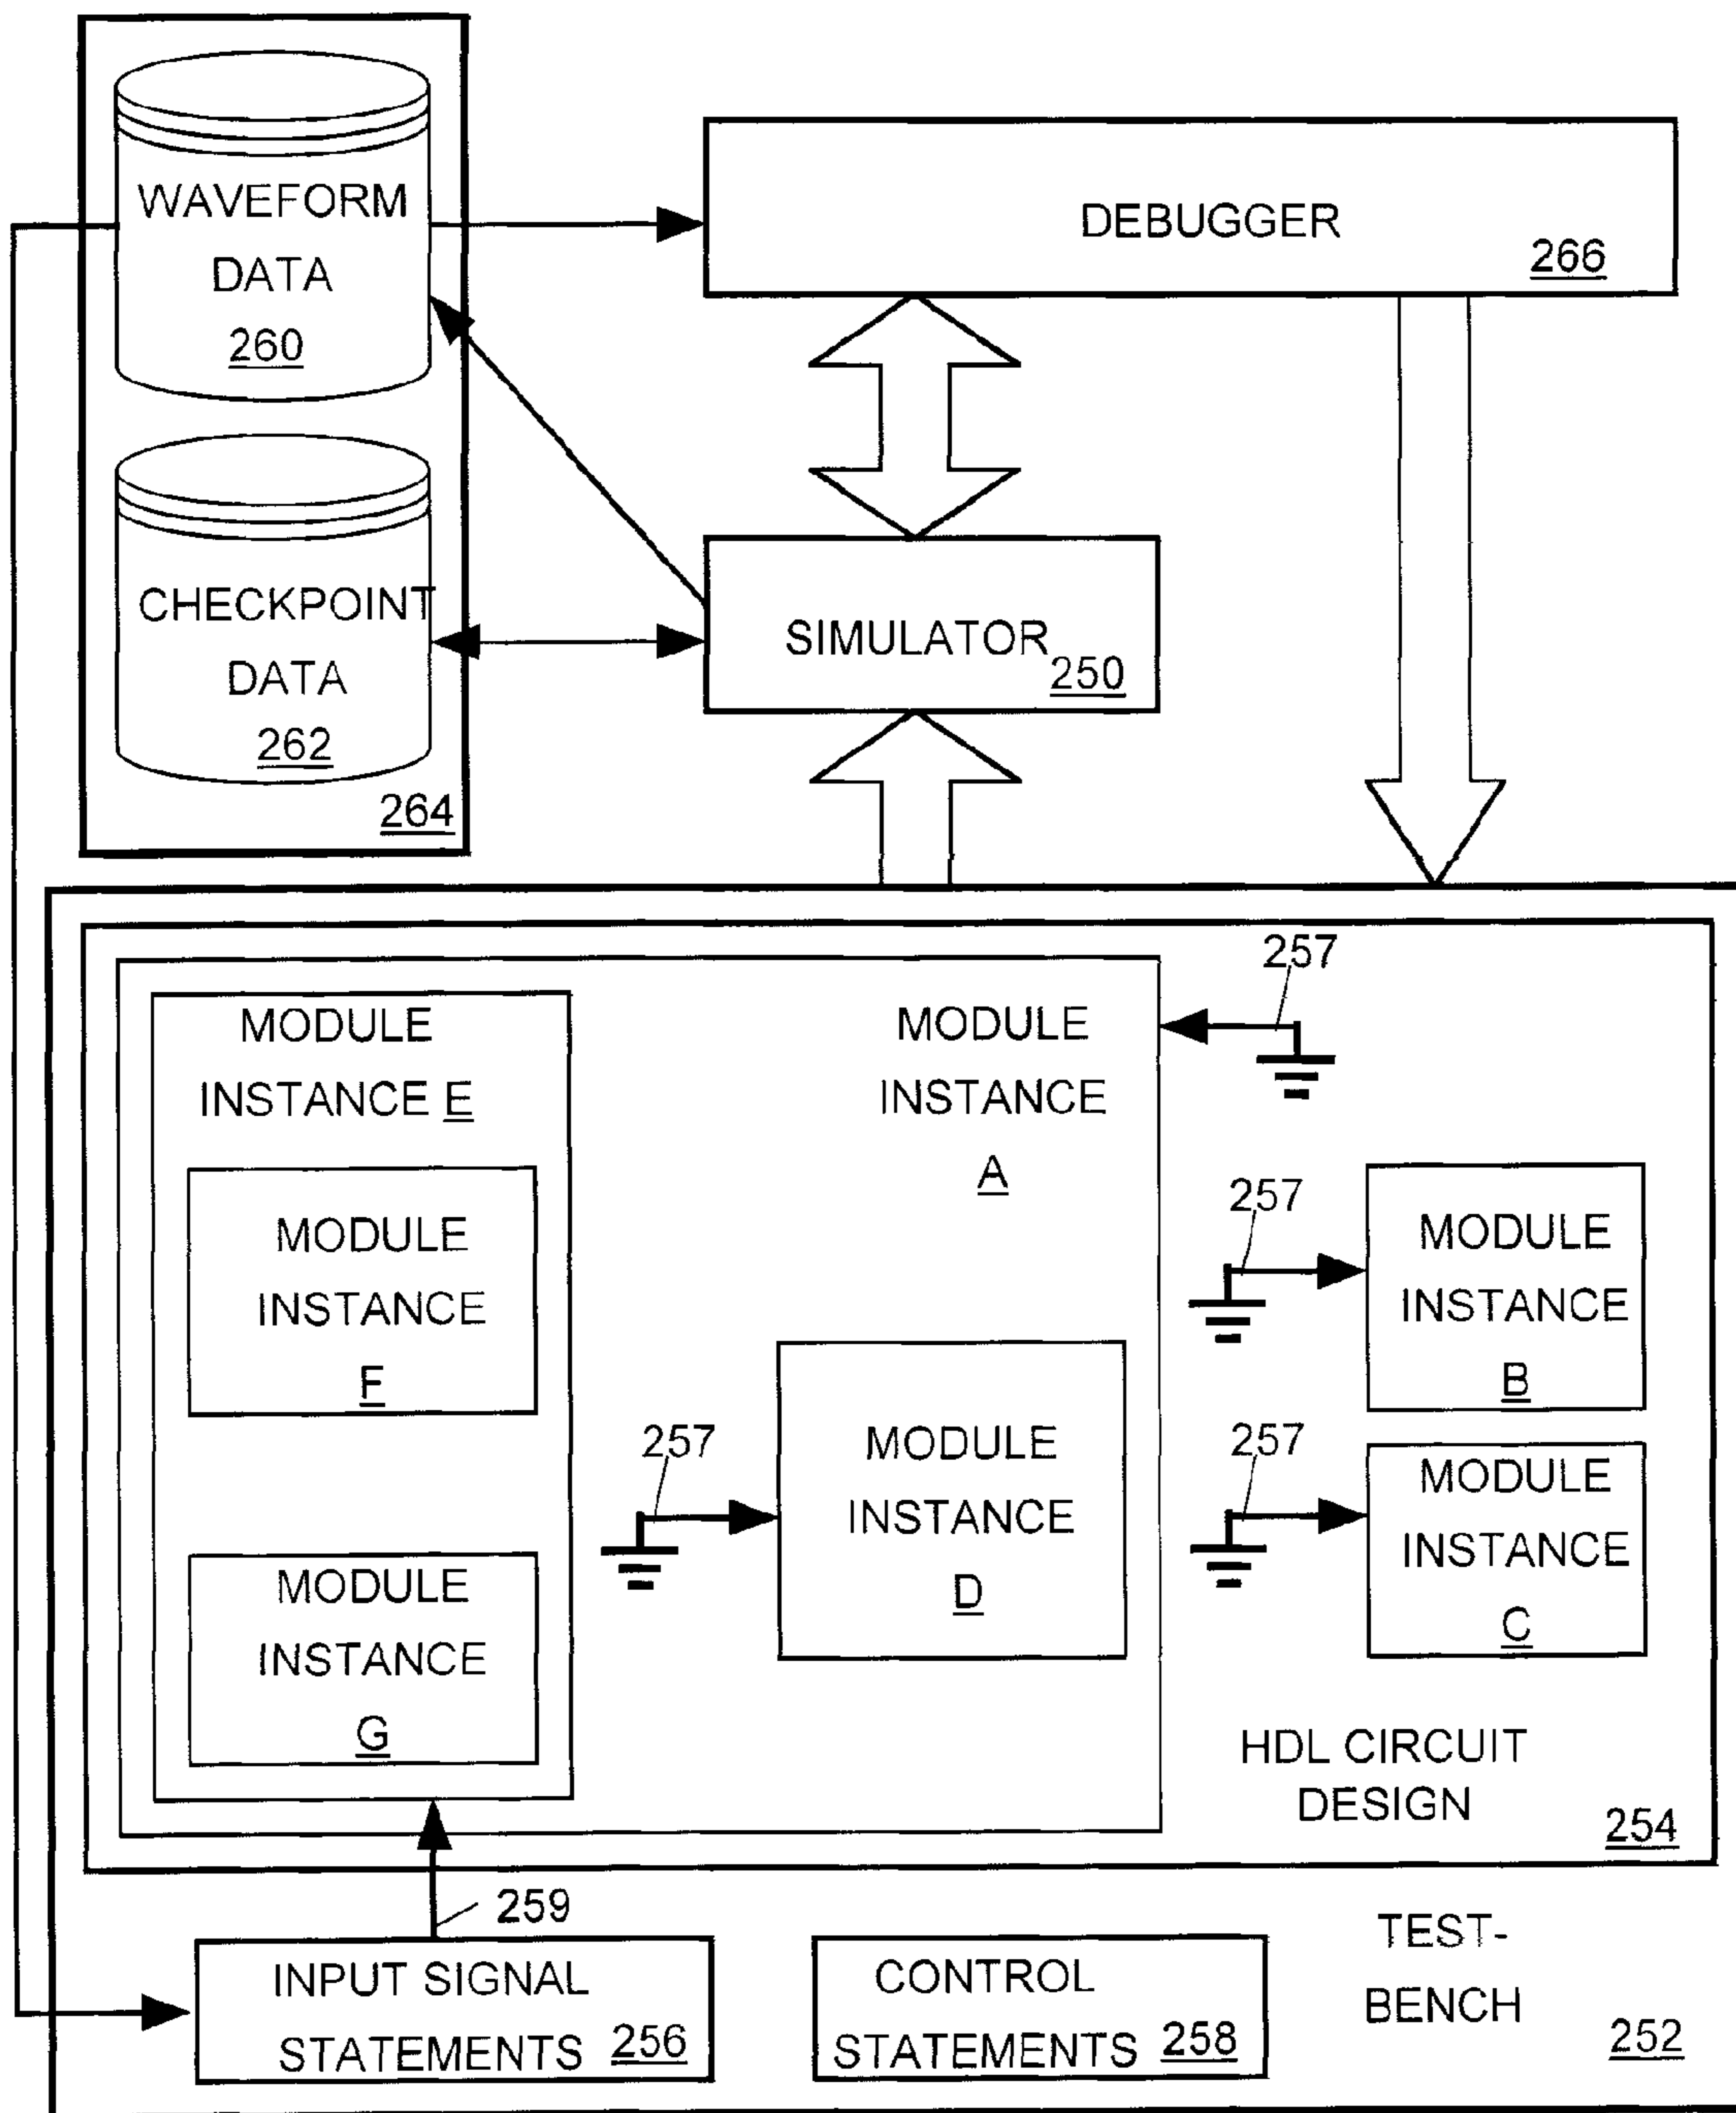 WAVEFORM
DATA
260
CHECKPOINT
DATA
262
264
DEBUGGER
266
SIMULATOR
250
MODULE
INSTANCE E
MODULE
INSTANCE
F
MODULE
INSTANCE
G
MODULE
INSTANCE
A
257
MODULE
INSTANCE
D
257
257
MODULE
INSTANCE
B
257
MODULE
INSTANCE
C
HDL CIRCUIT
DESIGN
254
259
INPUT SIGNAL
STATEMENTS 256
CONTROL
STATEMENTS 258
TEST-
BENCH
252